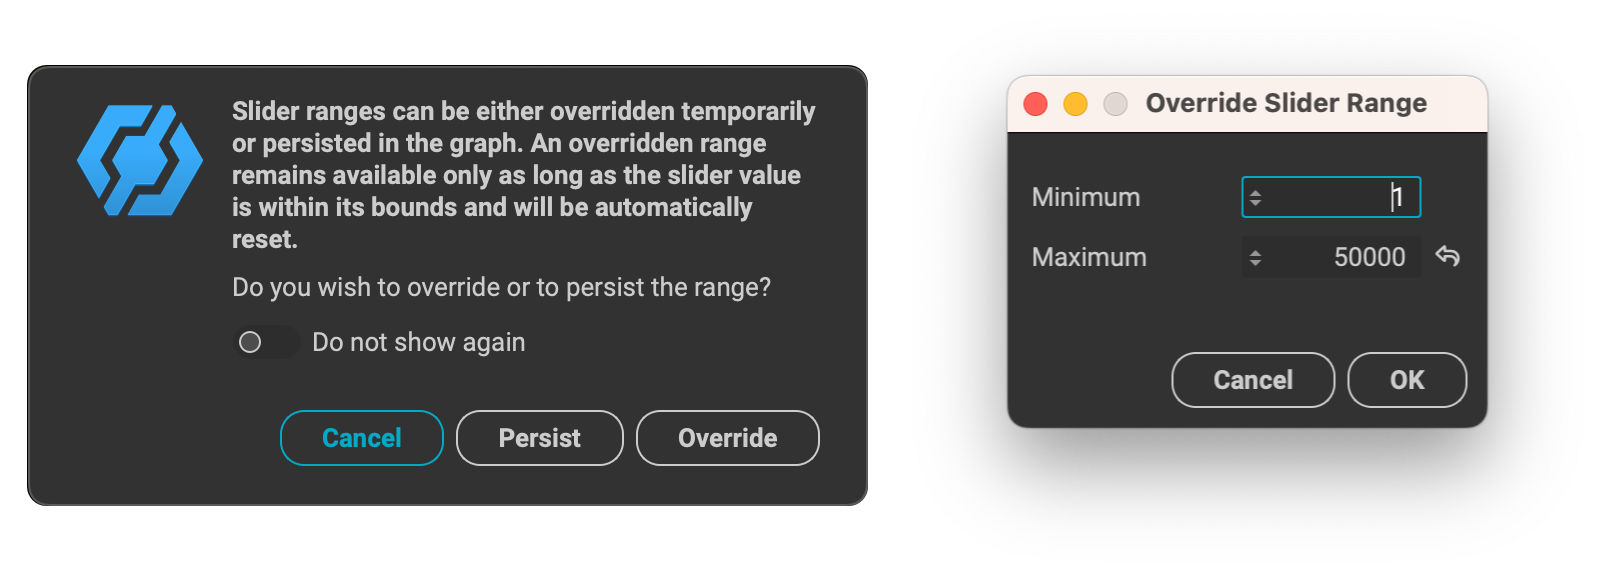 Slider ranges can be either overridden temporarily
or persisted in the graph. An overridden range
remains available only as long as the slider value
is within its bounds and will be automatically
reset.
Do you wish to override or to persist the range?
Do not show again
Cancel Persist Override
Override Slider Range
Minimum 1
Maximum 50000
Cancel OK